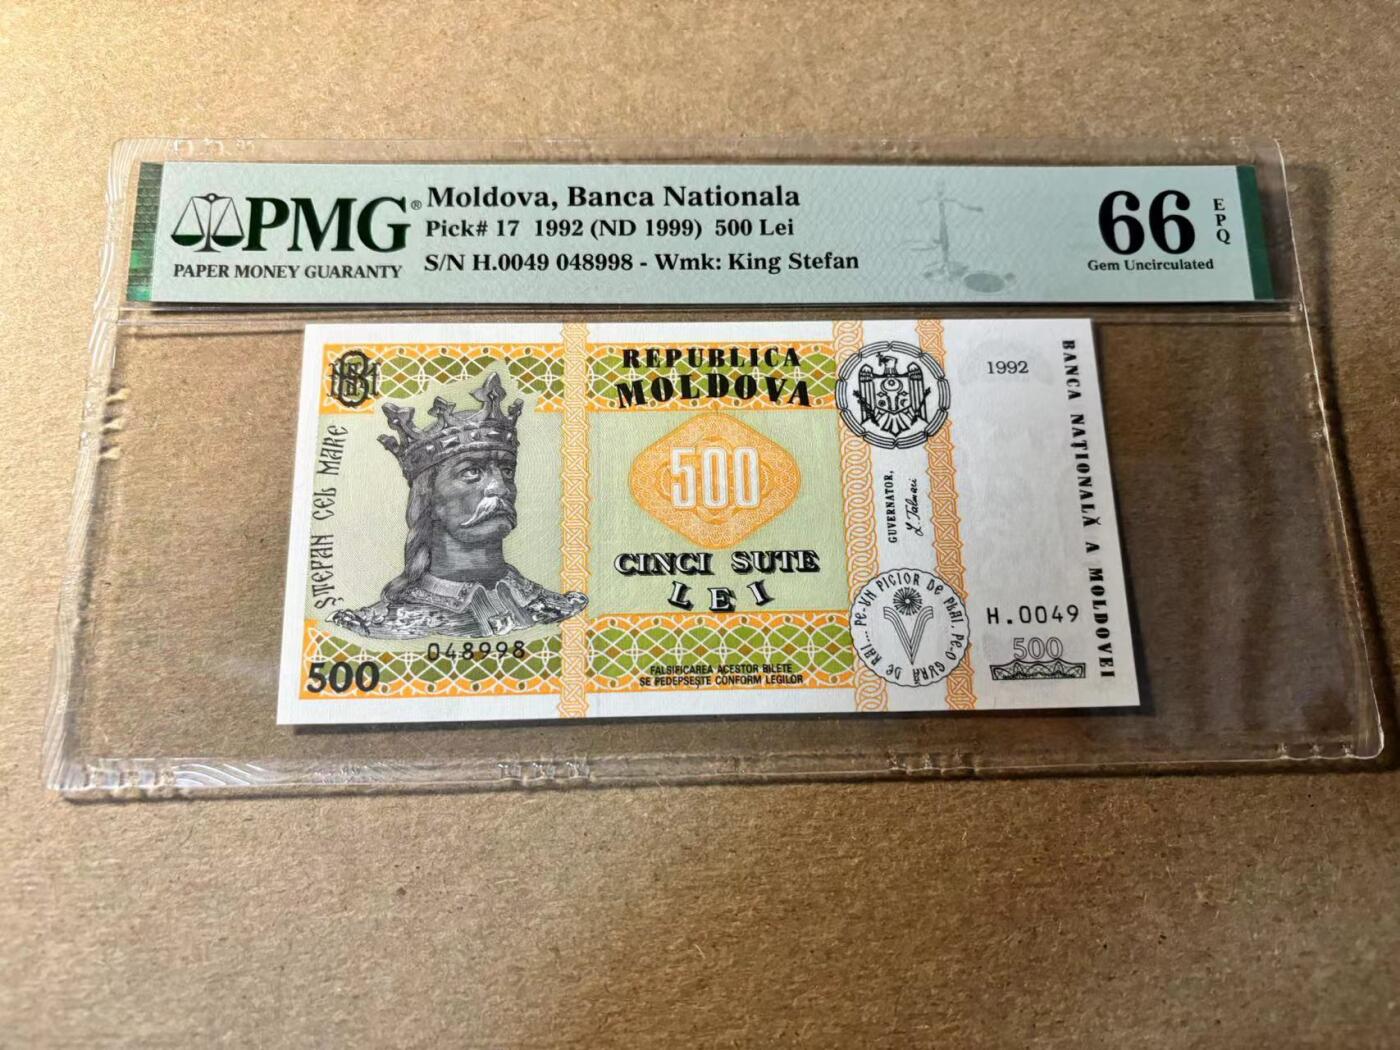 PMG®
PAPER MONEY GUARANTY
Moldova, Banca Nationala
Pick# 17 1992 (ND 1999) 500 Lei
S/N H.0049 048998 - Wmk: King Stefan
66
EPQ
Gem Uncirculated
ȘTEFAN CEL MARE
REPUBLICA
MOLDOVA
500
CINCI SUTE
LEI
048998
500
FALSIFICAREA ACESTOR BILETE
SE PEDEPSEȘTE CONFORM LEGILOR
GUVERNATOR,
1992
H.0049
500
BANCA NAȚIONALĂ A MOLDOVEI